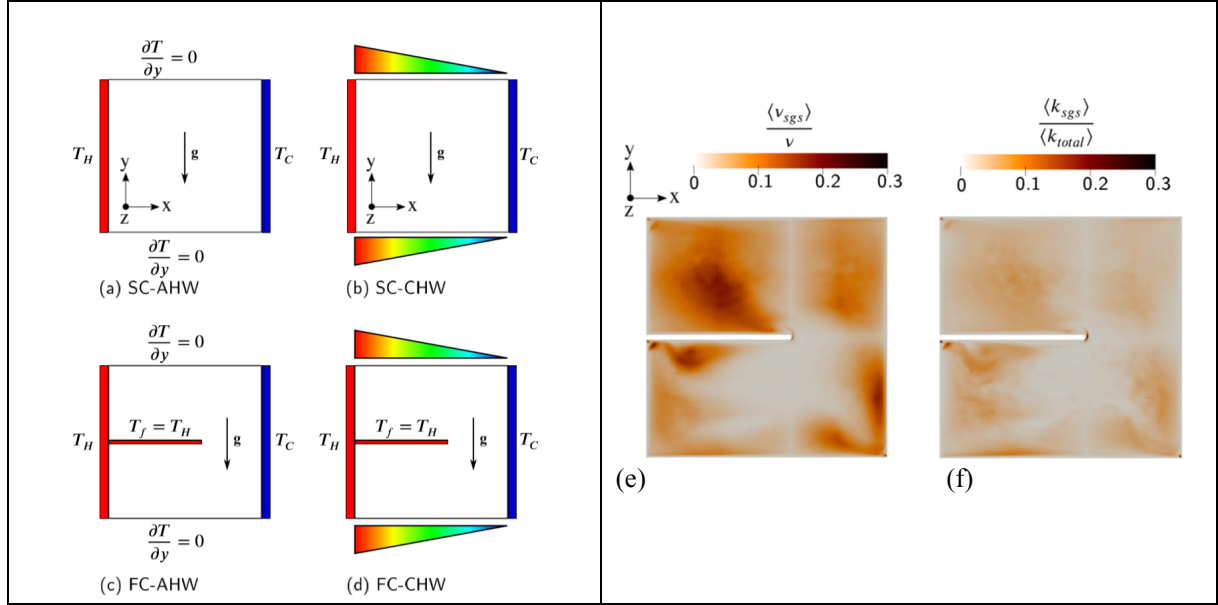 ∂T/∂y = 0
T_H
g
y
x
z
T_C
∂T/∂y = 0
(a) SC-AHW
T_H
g
y
x
z
T_C
(b) SC-CHW
∂T/∂y = 0
T_H
T_f = T_H
g
T_C
∂T/∂y = 0
(c) FC-AHW
T_H
T_f = T_H
g
T_C
(d) FC-CHW
y
x
z
⟨ν_sgs⟩/ν
0 0.1 0.2 0.3
(e)
⟨k_sgs⟩/⟨k_total⟩
0 0.1 0.2 0.3
(f)